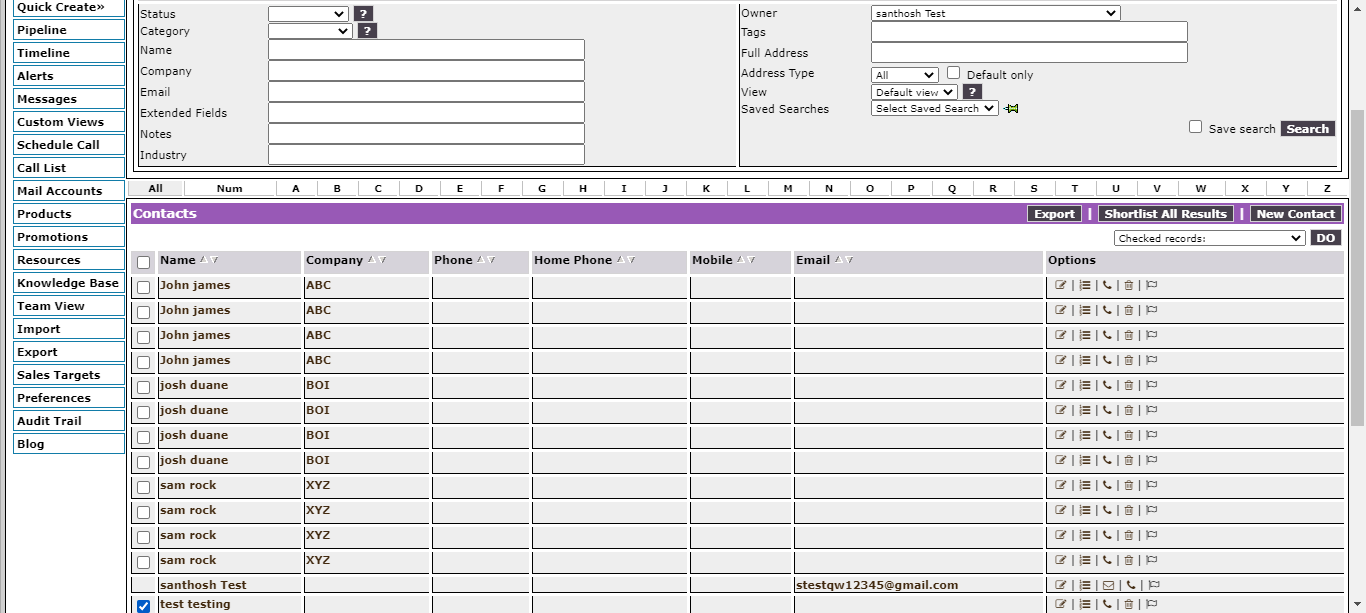 Quick Create»
Pipeline
Timeline
Alerts
Messages
Custom Views
Schedule Call
Call List
Mail Accounts
Products
Promotions
Resources
Knowledge Base
Team View
Import
Export
Sales Targets
Preferences
Audit Trail
Blog
Status ?
Category ?
Name
Company
Email
Extended Fields
Notes
Industry
Owner santhosh Test
Tags
Full Address
Address Type All Default only
View Default view ?
Saved Searches Select Saved Search
Save search Search
All Num A B C D E F G H I J K L M N O P Q R S T U V W X Y Z
Contacts Export | Shortlist All Results | New Contact
Checked records: DO
Name Company Phone Home Phone Mobile Email Options
John james ABC | | | |
John james ABC | | | |
John james ABC | | | |
John james ABC | | | |
josh duane BOI | | | |
josh duane BOI | | | |
josh duane BOI | | | |
josh duane BOI | | | |
sam rock XYZ | | | |
sam rock XYZ | | | |
sam rock XYZ | | | |
sam rock XYZ | | | |
santhosh Test stestqw12345@gmail.com | | | |
test testing | | | |